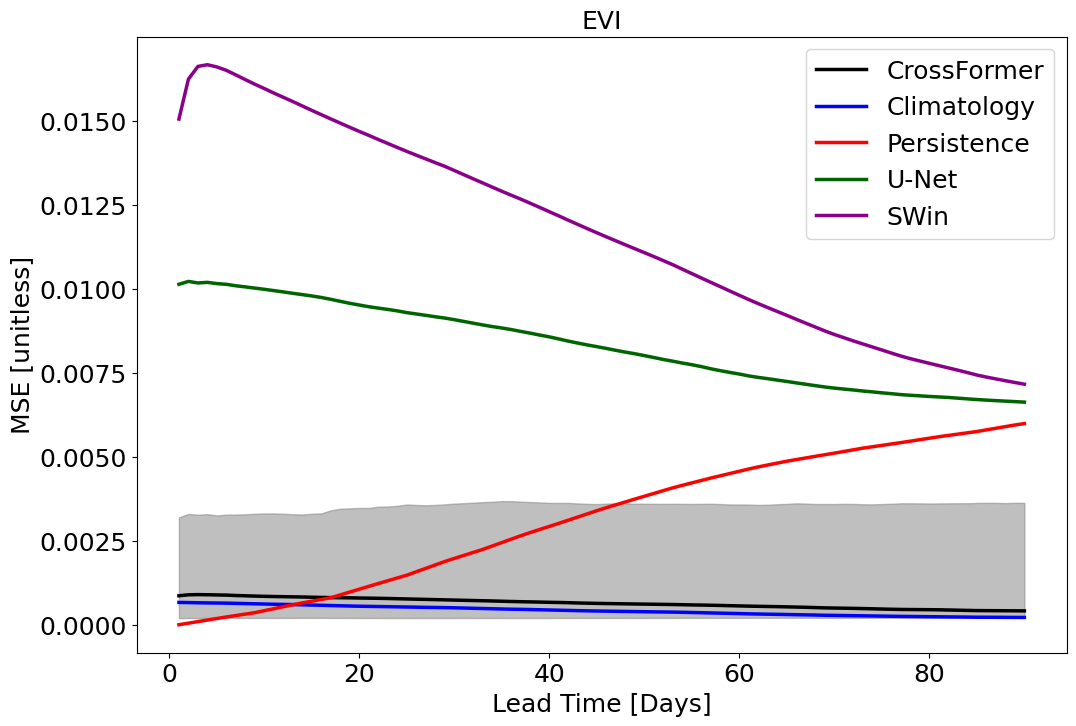 EVI
CrossFormer
Climatology
Persistence
U-Net
SWin
MSE [unitless]
0.0150
0.0125
0.0100
0.0075
0.0050
0.0025
0.0000
0 20 40 60 80
Lead Time [Days]